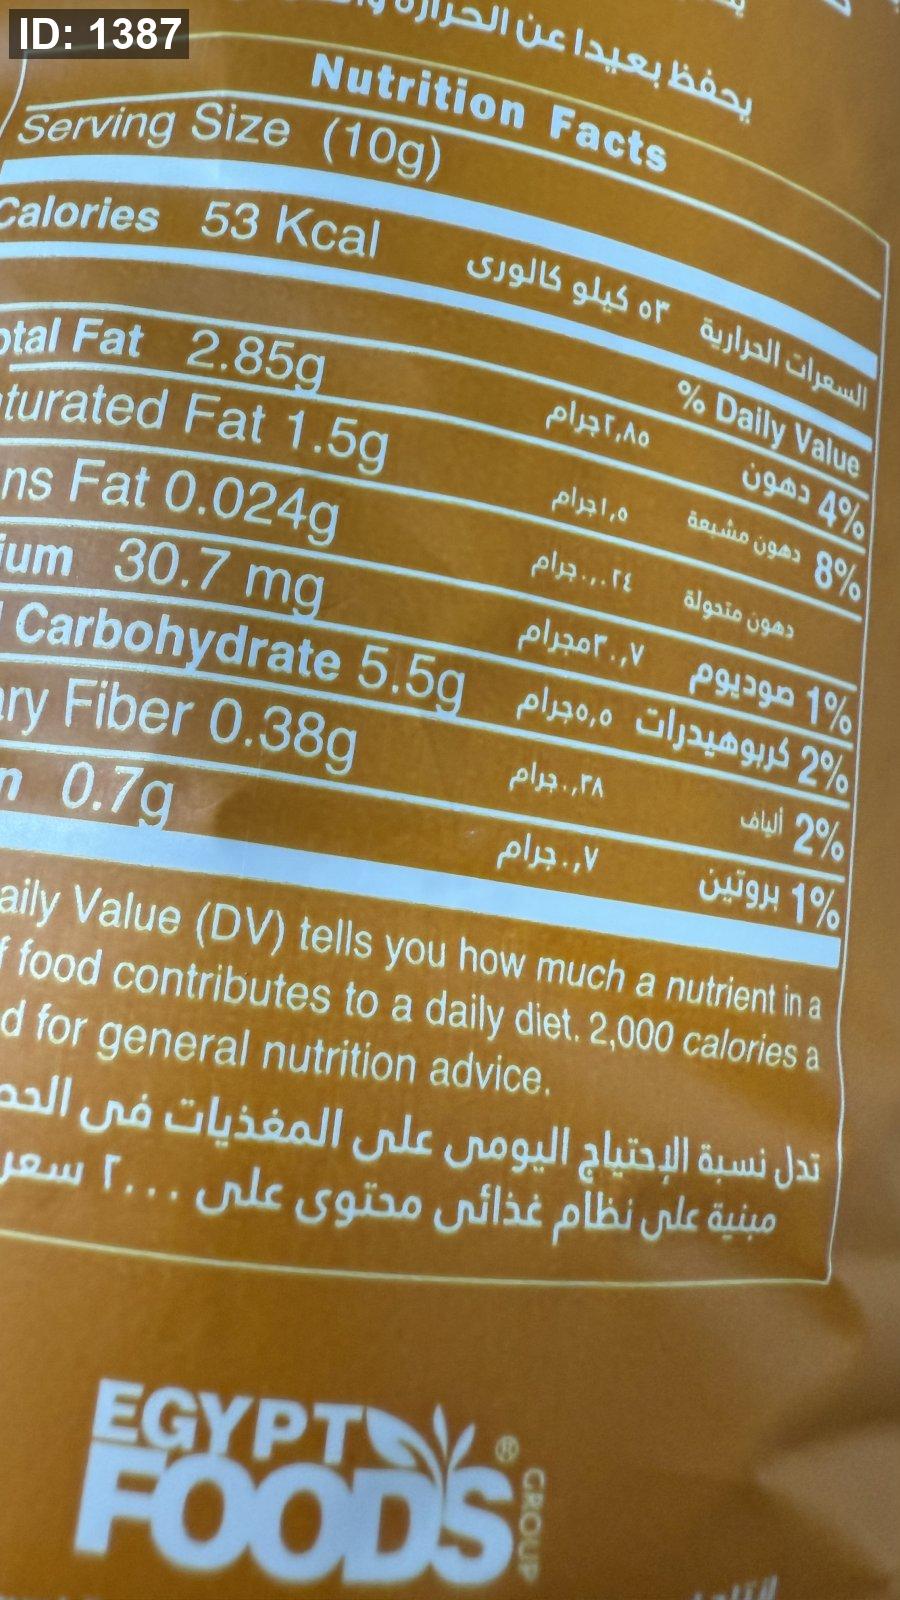 ID: 1387
يحفظ بعيدا عن الحرارة
Nutrition Facts
Serving Size (10g)
Calories 53 Kcal
السعرات الحرارية ٥٣ كيلو كالورى
% Daily Value
otal Fat 2.85g ٢,٨٥جرام دهون 4%
aturated Fat 1.5g ١,٥جرام دهون مشبعة 8%
ns Fat 0.024g ٠,٠٢٤جرام دهون متحولة
ium 30.7 mg ٣٠,٧مجرام صوديوم 1%
l Carbohydrate 5.5g ٥,٥جرام كربوهيدرات 2%
ary Fiber 0.38g ٠,٣٨جرام ألياف 2%
n 0.7g ٠,٧جرام بروتين 1%
aily Value (DV) tells you how much a nutrient in a
f food contributes to a daily diet. 2,000 calories a
d for general nutrition advice.
تدل نسبة الإحتياج اليومى على المغذيات فى الحص
مبنية على نظام غذائى محتوى على ٢٠٠٠ سعر
EGYPT
FOODS®
GROUP